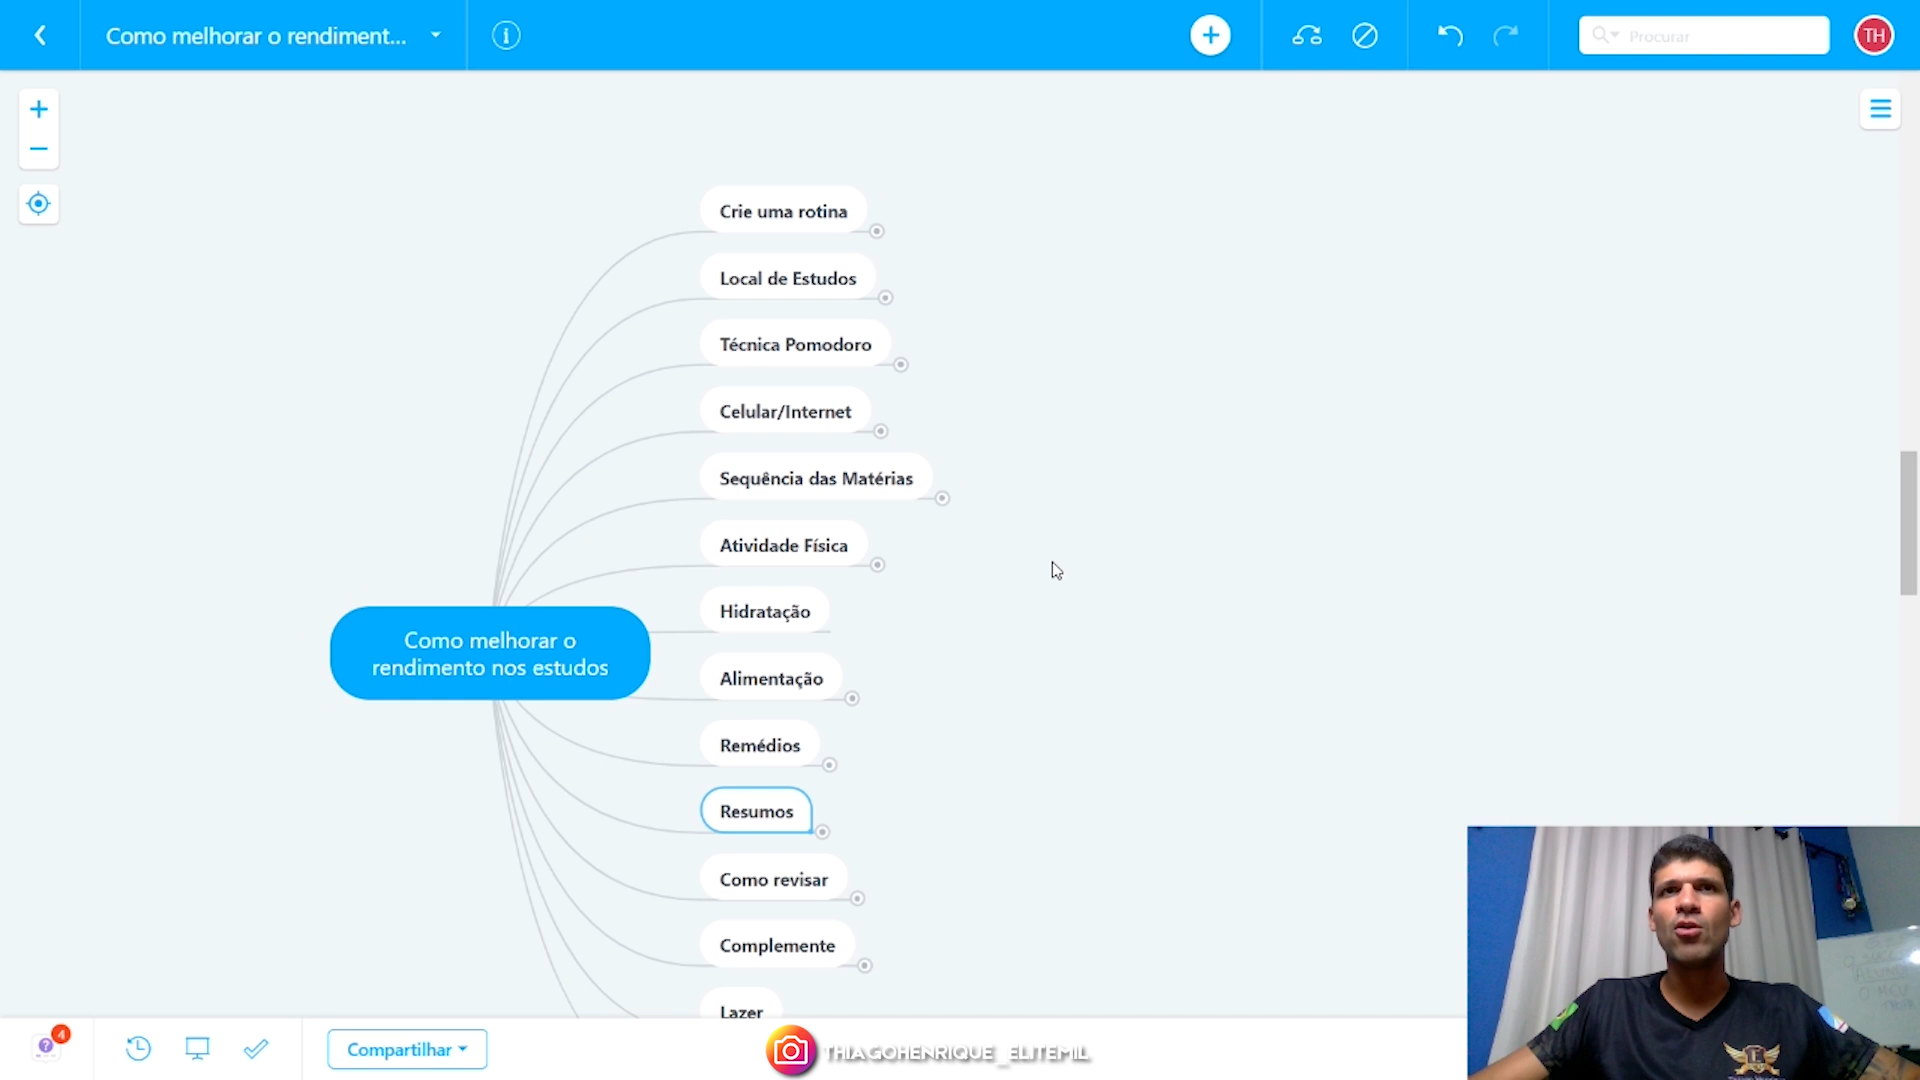 Como melhorar o rendiment...
Procurar
TH
Crie uma rotina
Local de Estudos
Técnica Pomodoro
Celular/Internet
Sequência das Matérias
Atividade Física
Hidratação
Como melhorar o
rendimento nos estudos
Alimentação
Remédios
Resumos
Como revisar
Complemente
Lazer
4
Compartilhar
THIAGOHENRIQUE_ELITEMIL